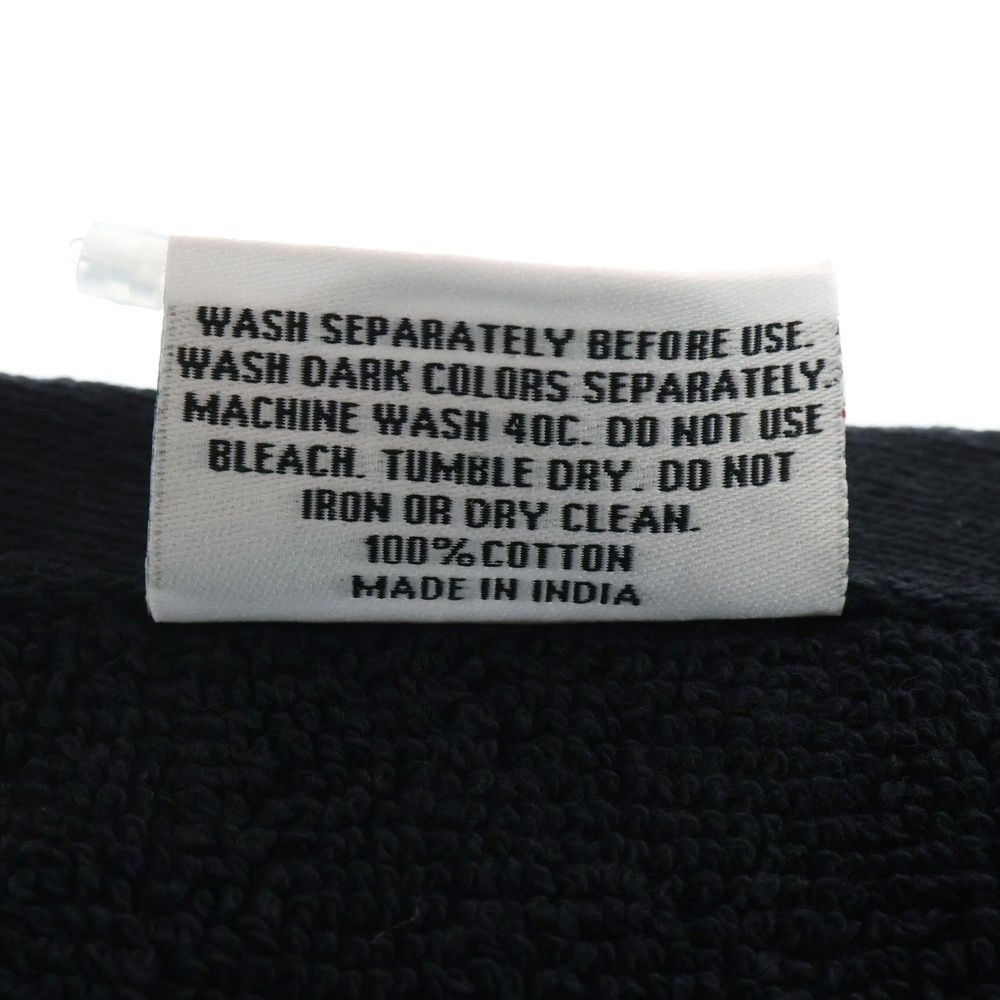 WASH SEPARATELY BEFORE USE.
WASH DARK COLORS SEPARATELY.
MACHINE WASH 40C. DO NOT USE
BLEACH. TUMBLE DRY. DO NOT
IRON OR DRY CLEAN.
100% COTTON
MADE IN INDIA